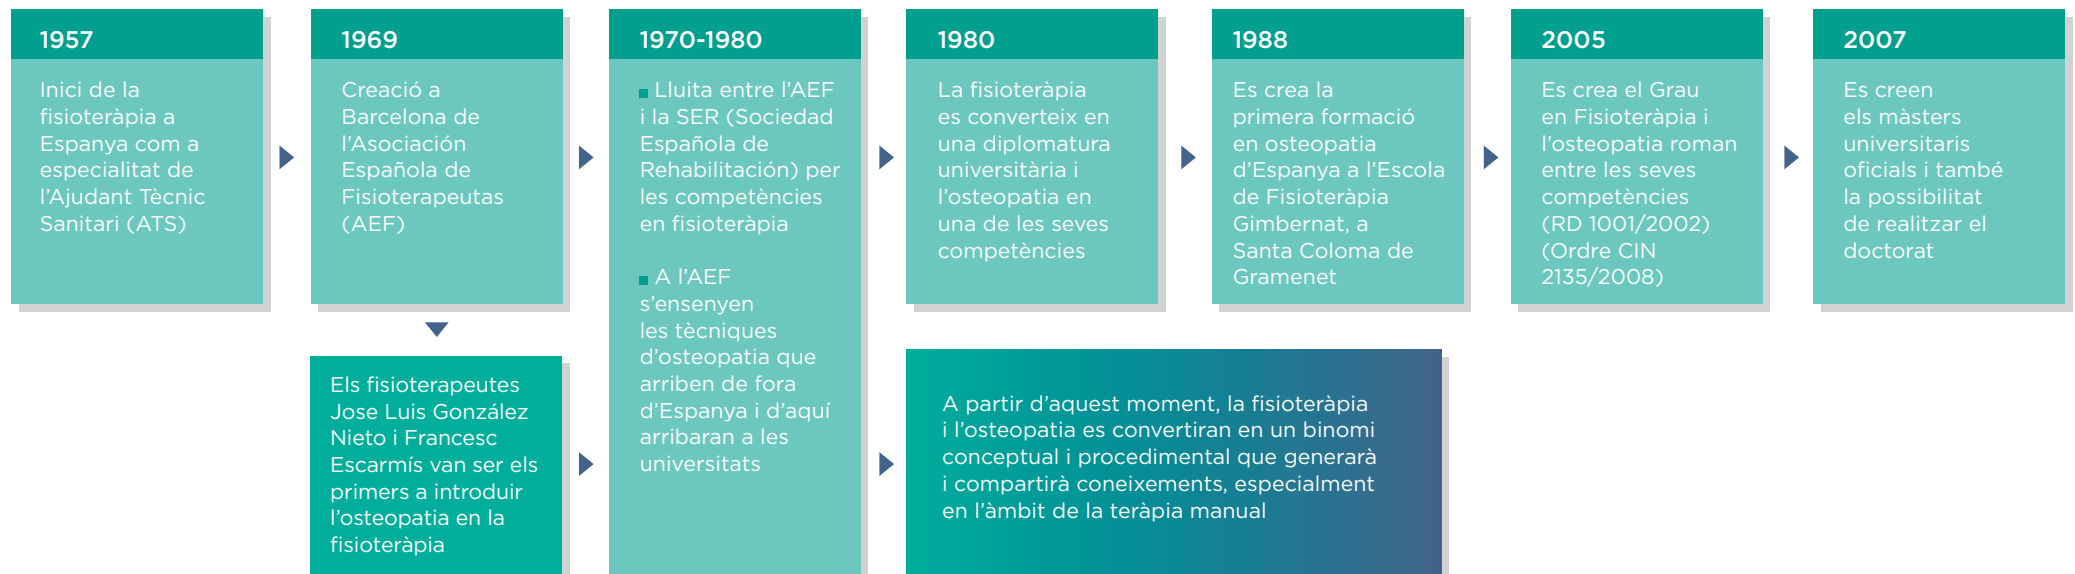 1957
Inici de la
fisioteràpia a
Espanya com a
especialitat de
l’Ajudant Tècnic
Sanitari (ATS)
1969
Creació a
Barcelona de
l’Asociación
Española de
Fisioterapeutas
(AEF)
Els fisioterapeutes
Jose Luis González
Nieto i Francesc
Escarmís van ser els
primers a introduir
l’osteopatia en la
fisioteràpia
1970-1980
Lluita entre l’AEF
i la SER (Sociedad
Española de
Rehabilitación) per
les competències
en fisioteràpia
A l’AEF
s’ensenyen
les tècniques
d’osteopatia que
arriben de fora
d’Espanya i d’aquí
arribaran a les
universitats
1980
La fisioteràpia
es converteix en
una diplomatura
universitària i
l’osteopatia en
una de les seves
competències
1988
Es crea la
primera formació
en osteopatia
d’Espanya a l’Escola
de Fisioteràpia
Gimbernat, a
Santa Coloma de
Gramenet
2005
Es crea el Grau
en Fisioteràpia i
l’osteopatia roman
entre les seves
competències
(RD 1001/2002)
(Ordre CIN
2135/2008)
2007
Es creen
els màsters
universitaris
oficials i també
la possibilitat
de realitzar el
doctorat
A partir d’aquest moment, la fisioteràpia
i l’osteopatia es convertiran en un binomi
conceptual i procedimental que generarà
i compartirà coneixements, especialment
en l’àmbit de la teràpia manual